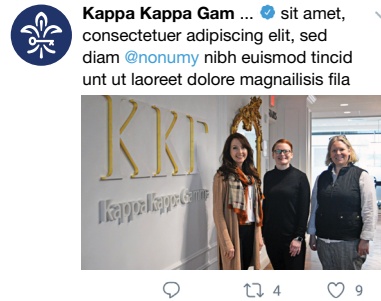 Kappa Kappa Gam ... sit amet,
consectetuer adipiscing elit, sed
diam @nonumy nibh euismod tincid
unt ut laoreet dolore magnailisis fila
ΚΚΓ
kappa kappa Gamma
4
9